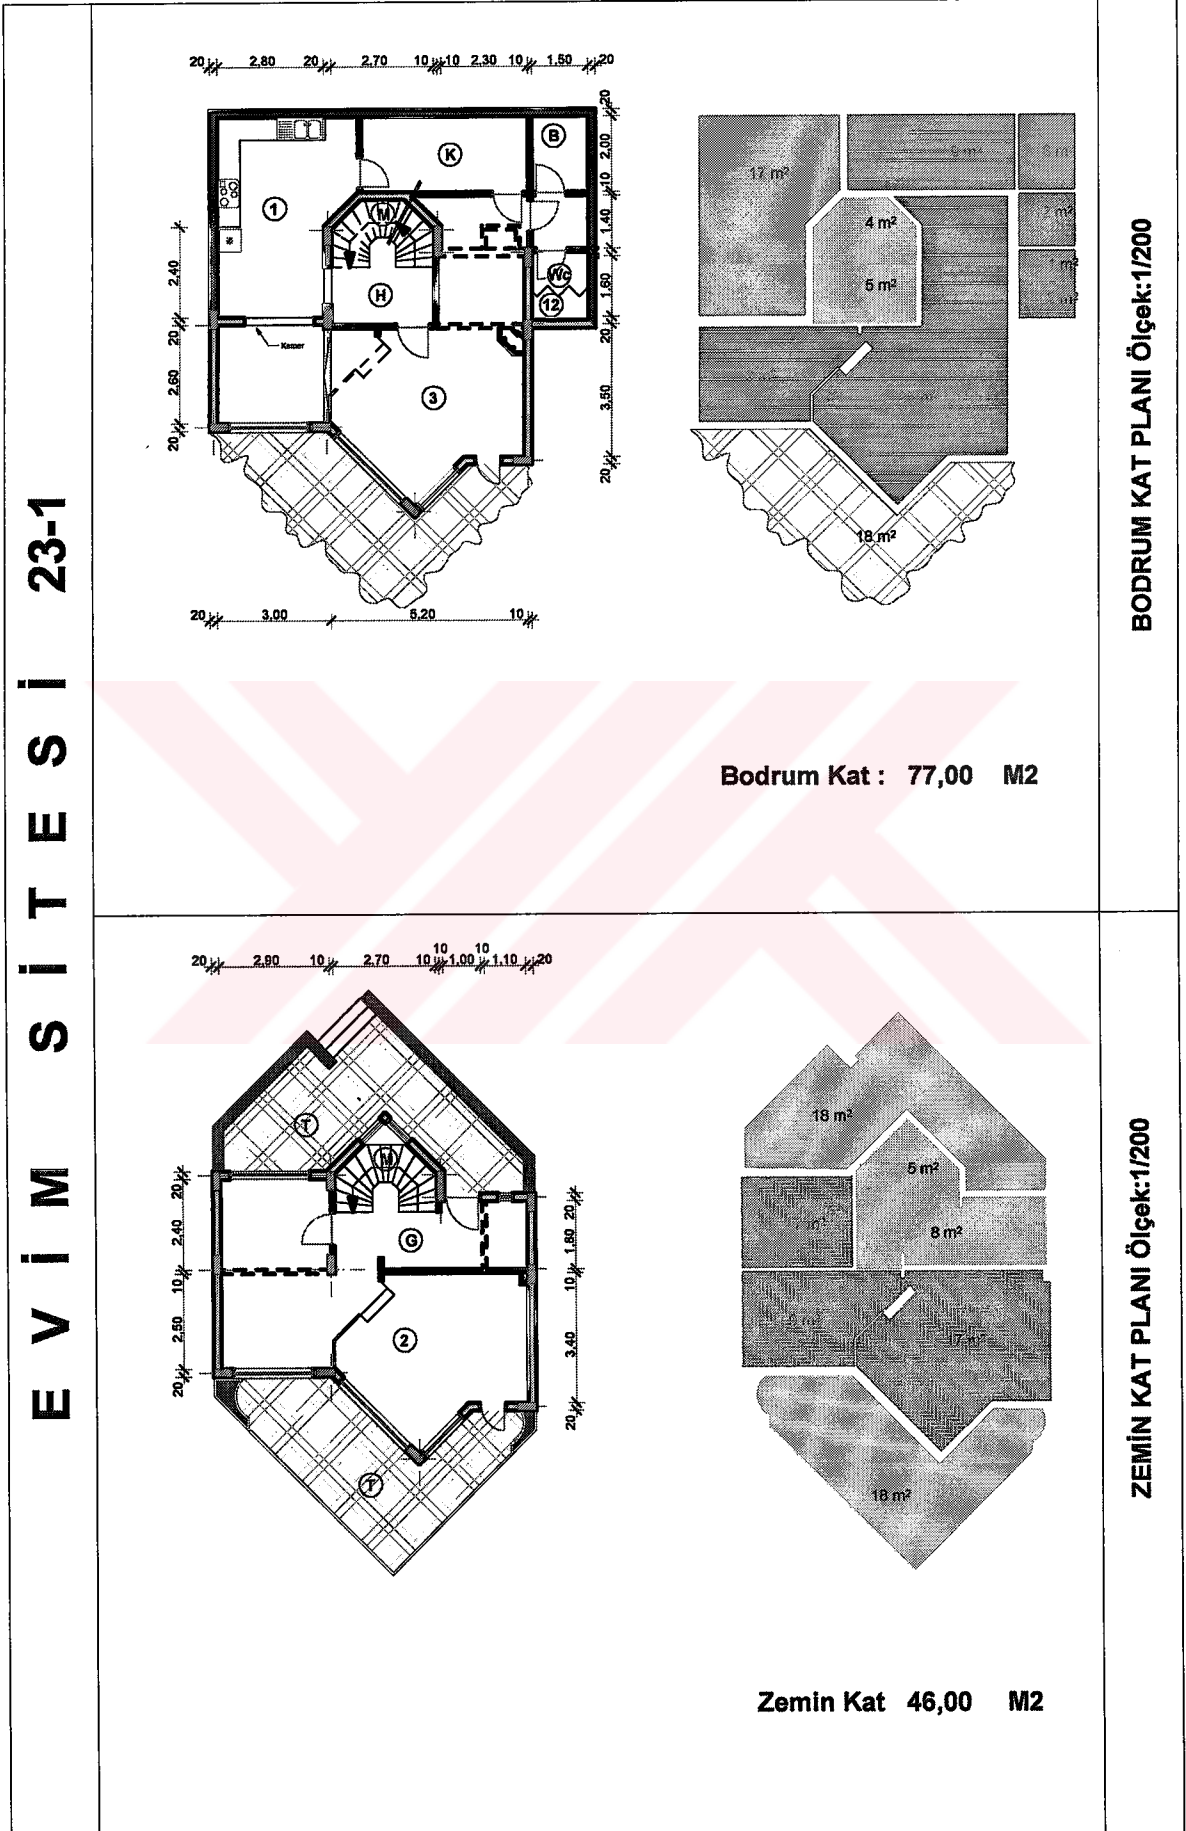 EVİM SİTESİ 23-1
20 2,80 20 2,70 10 10 2,30 10 1,50 20
20
2,00
10
1,40
1,60
20
3,50
20
2,40
20
2,60
20
B
K
1
M
H
Wc
12
Kemer
3
20 3,00 5,20 10
17 m²
4 m²
5 m²
18 m²
BODRUM KAT PLANI Ölçek:1/200
Bodrum Kat : 77,00 M2
20 2,90 10 2,70 10 10 1,00 10 1,10 20
20
2,40
10
2,50
20
20
1,80
10
3,40
20
T
M
G
2
T
18 m²
5 m²
8 m²
17 m²
18 m²
ZEMİN KAT PLANI Ölçek:1/200
Zemin Kat 46,00 M2